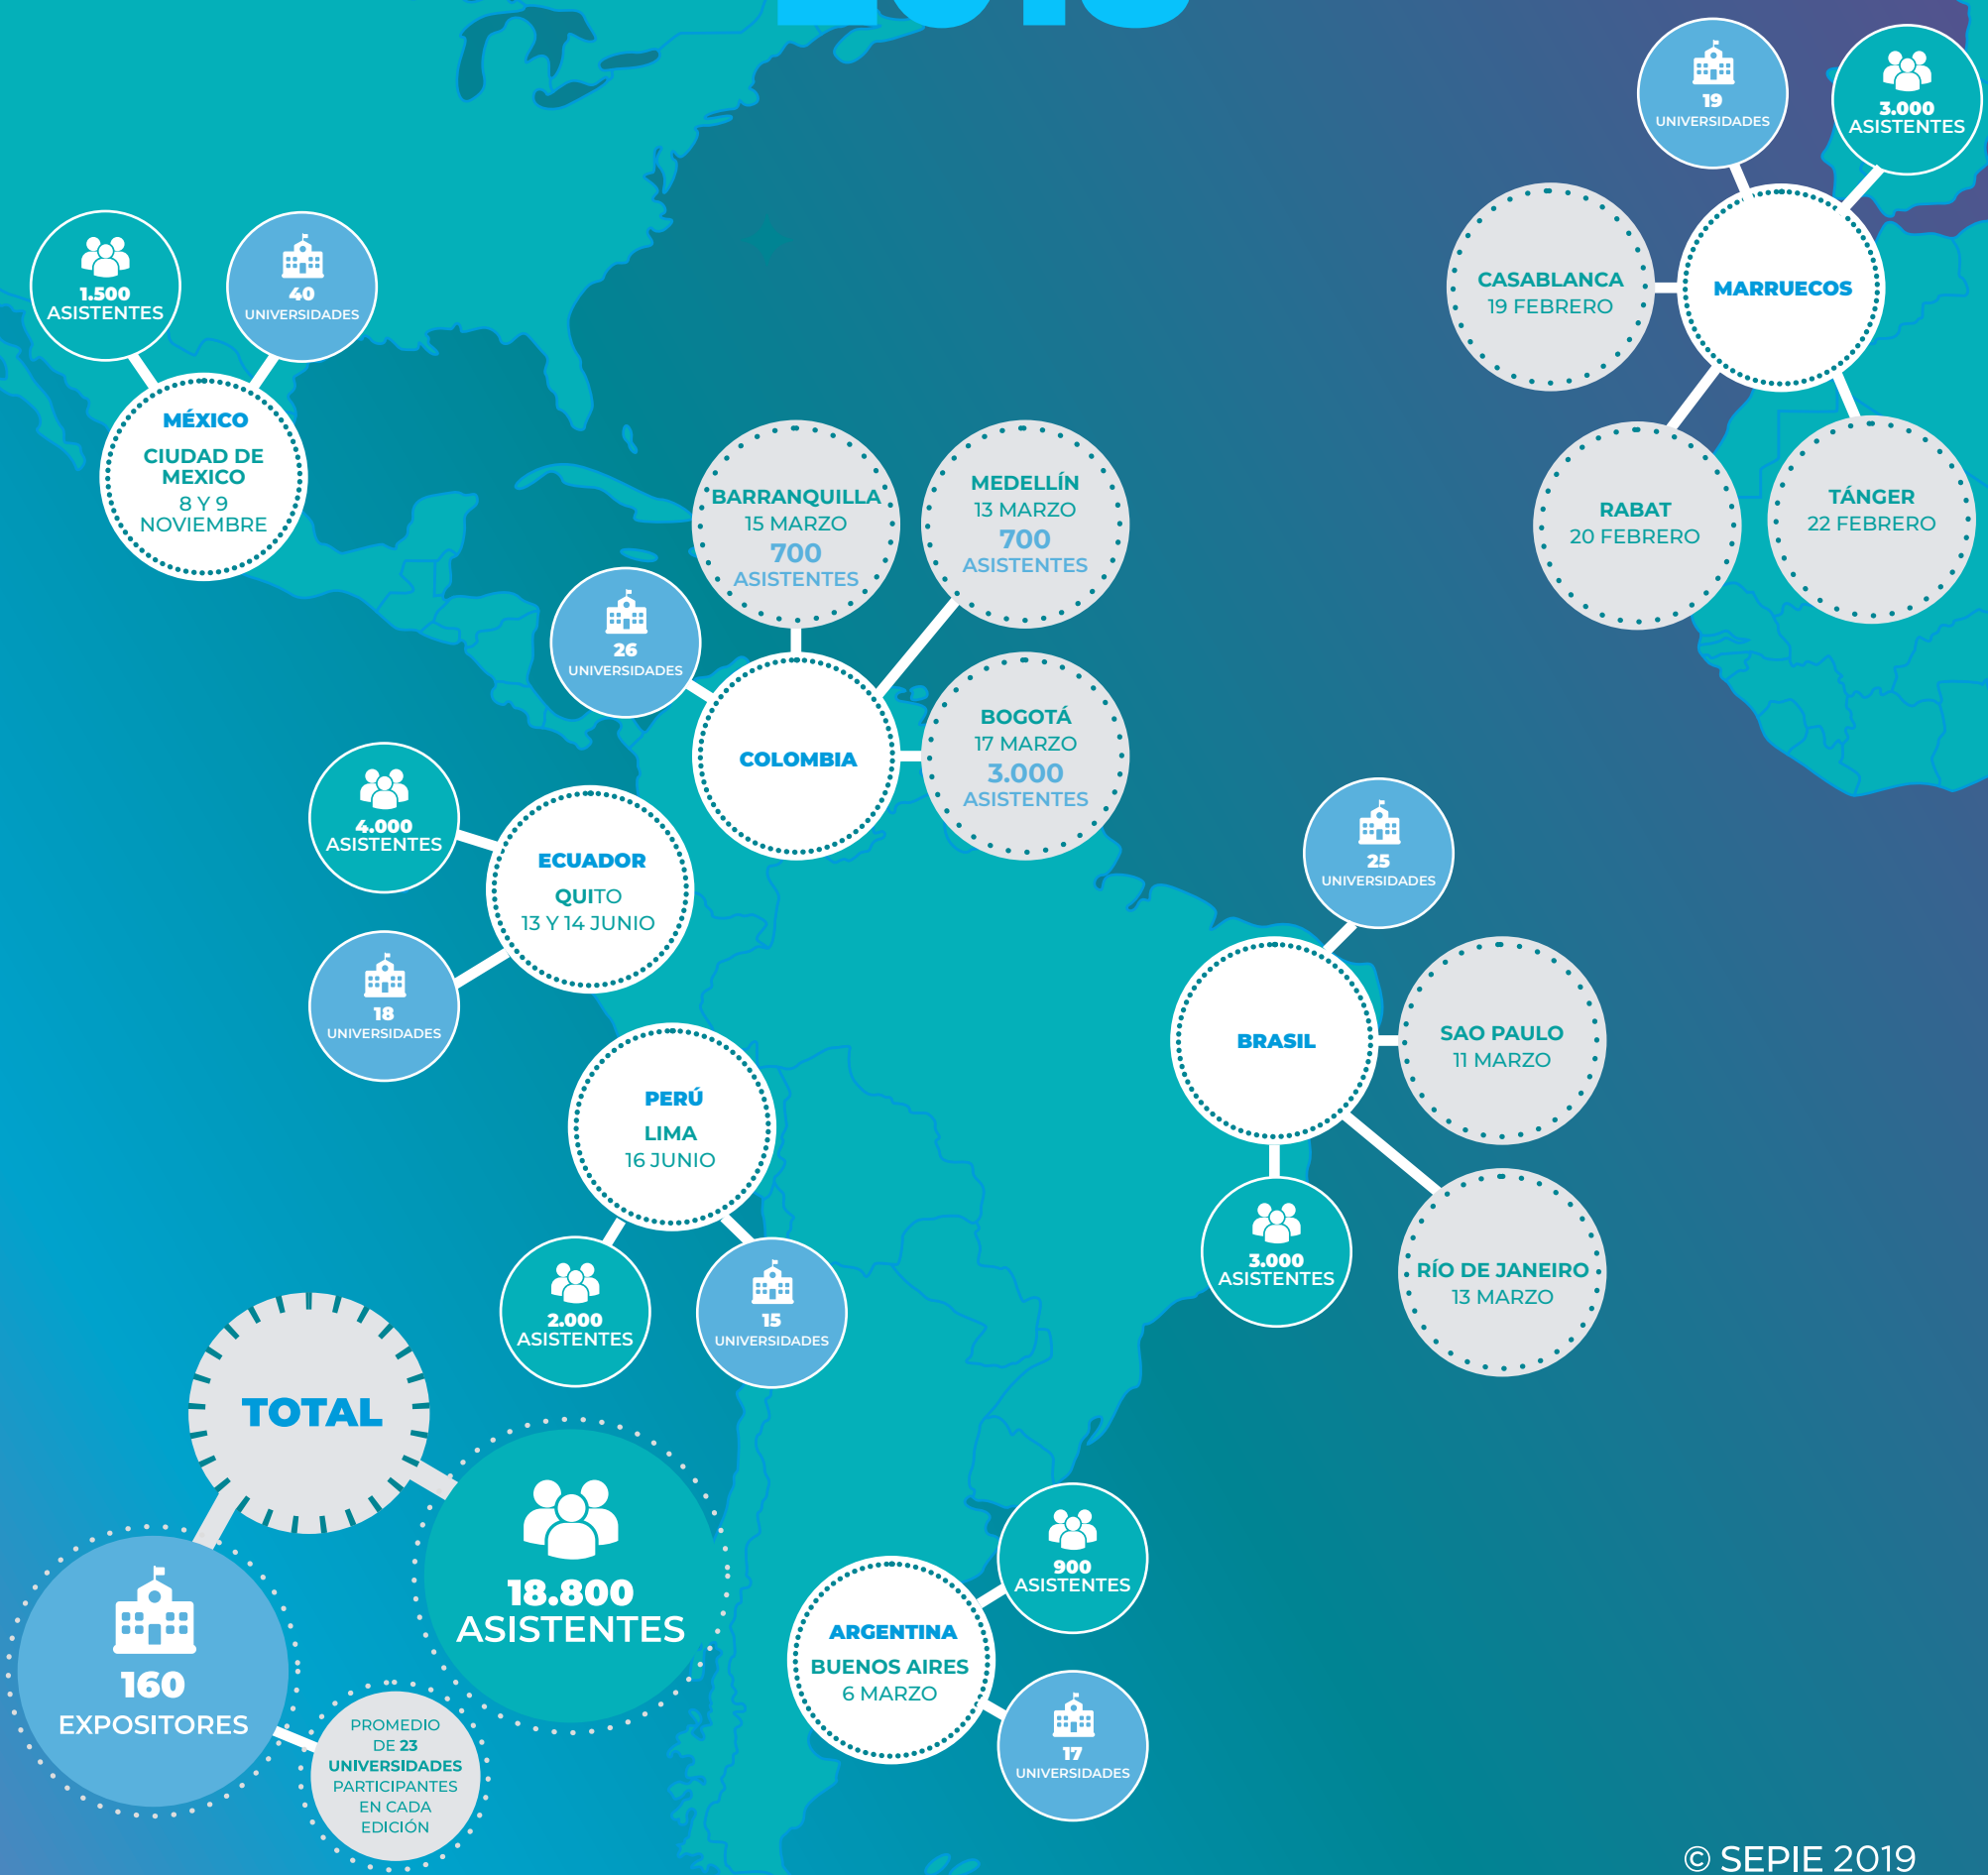 19
UNIVERSIDADES
3.000
ASISTENTES
CASABLANCA
19 FEBRERO
MARRUECOS
RABAT
20 FEBRERO
TÁNGER
22 FEBRERO
1.500
ASISTENTES
40
UNIVERSIDADES
MÉXICO
CIUDAD DE
MEXICO
8 Y 9
NOVIEMBRE
BARRANQUILLA
15 MARZO
700
ASISTENTES
MEDELLÍN
13 MARZO
700
ASISTENTES
26
UNIVERSIDADES
COLOMBIA
BOGOTÁ
17 MARZO
3.000
ASISTENTES
4.000
ASISTENTES
ECUADOR
QUITO
13 Y 14 JUNIO
18
UNIVERSIDADES
25
UNIVERSIDADES
BRASIL
SAO PAULO
11 MARZO
3.000
ASISTENTES
RÍO DE JANEIRO
13 MARZO
PERÚ
LIMA
16 JUNIO
2.000
ASISTENTES
15
UNIVERSIDADES
TOTAL
18.800
ASISTENTES
160
EXPOSITORES
PROMEDIO
DE 23
UNIVERSIDADES
PARTICIPANTES
EN CADA
EDICIÓN
900
ASISTENTES
ARGENTINA
BUENOS AIRES
6 MARZO
17
UNIVERSIDADES
© SEPIE 2019